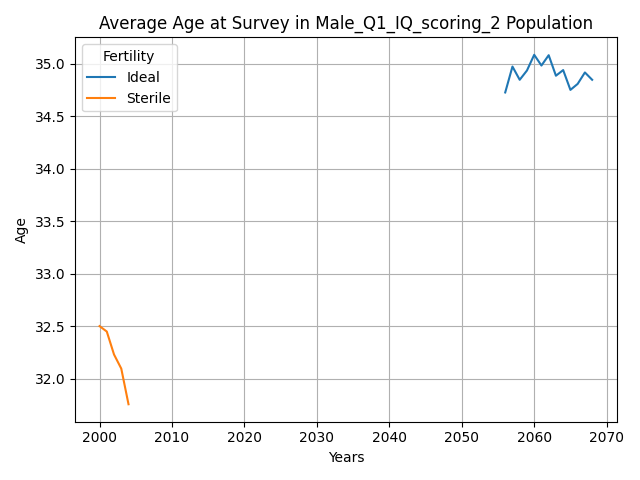 Average Age at Survey in Male_Q1_IQ_scoring_2 Population
Fertility
Ideal
Sterile
35.0
34.5
34.0
33.5
33.0
32.5
32.0
Age
2000 2010 2020 2030 2040 2050 2060 2070
Years